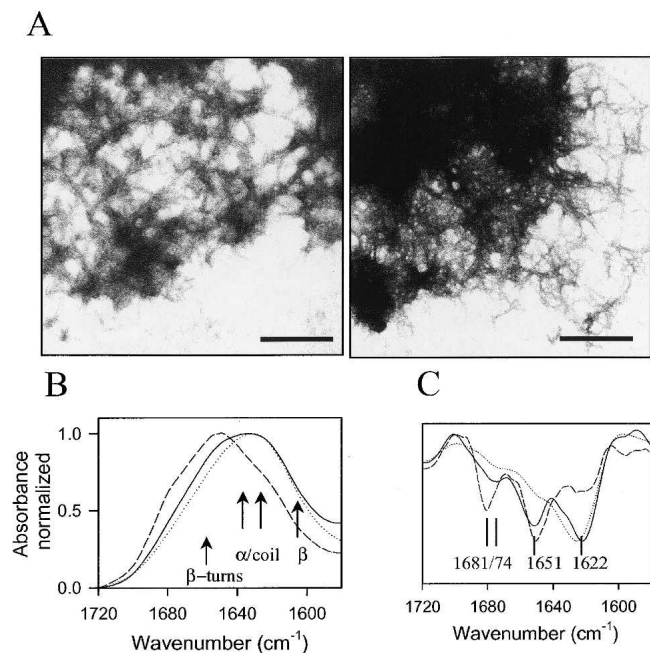 A
B
C
Absorbance
normalized
1.0
0.5
0.0
β-turns
α/coil
β
1720
1680
1640
1600
Wavenumber (cm⁻¹)
1681/74
1651
1622
1720
1680
1640
1600
Wavenumber (cm⁻¹)